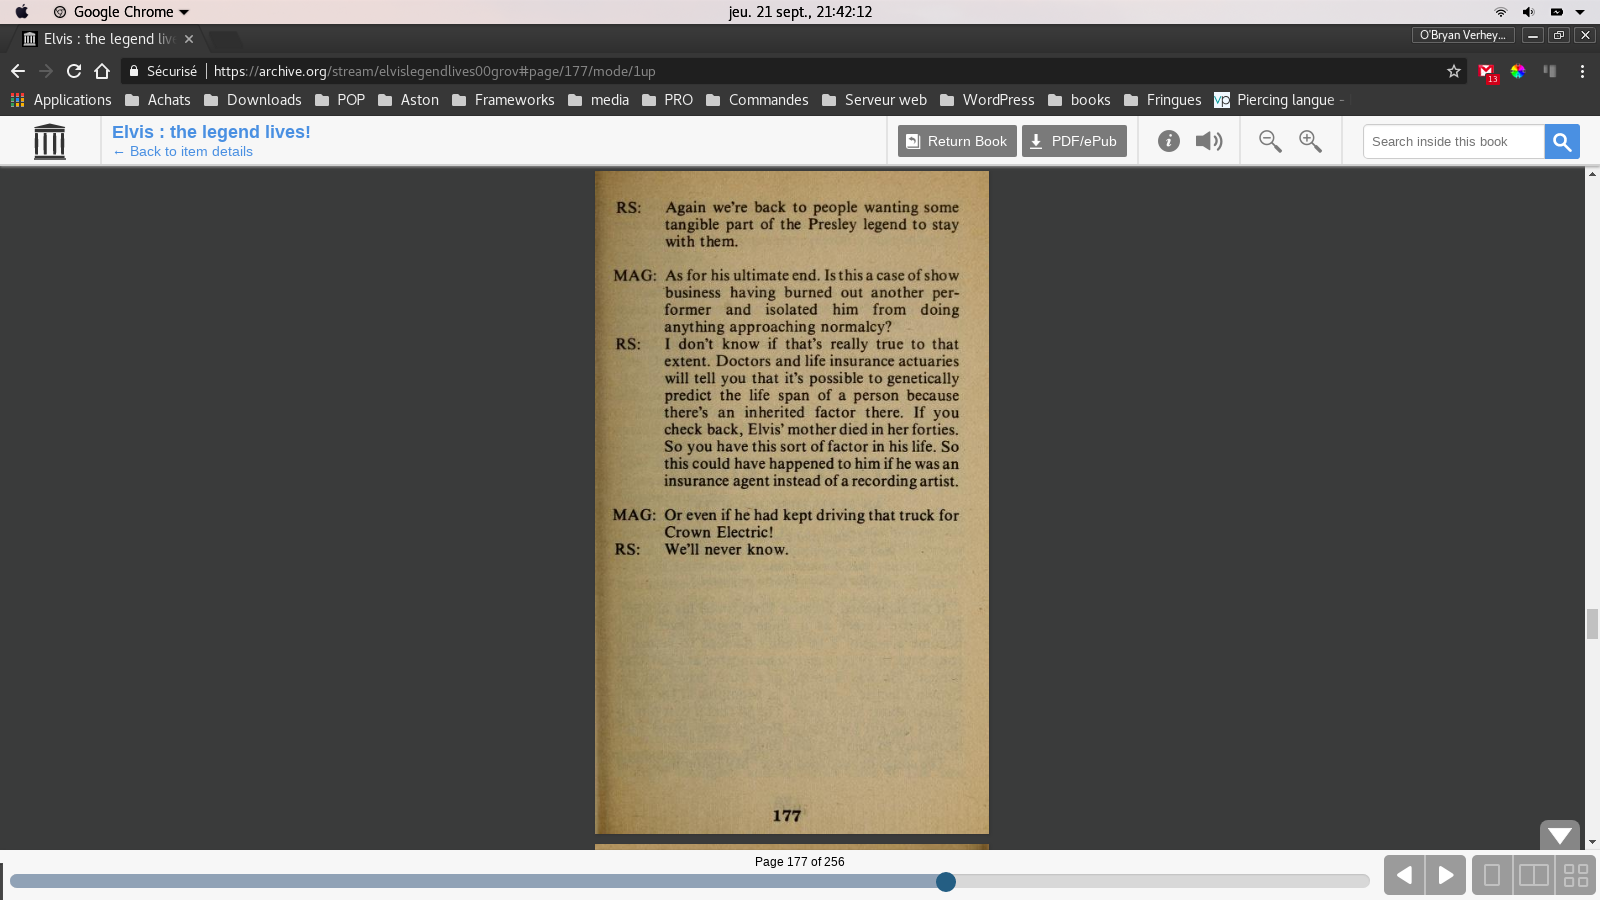 Google Chrome
jeu. 21 sept., 21:42:12
Elvis : the legend liv
O'Bryan Verhey...
Sécurisé
https://archive.org/stream/elvislegendlives00grov#page/177/mode/1up
13
Applications Achats Downloads POP Aston Frameworks media PRO Commandes Serveur web WordPress books Fringues vp Piercing langue -
Elvis : the legend lives!
← Back to item details
Return Book
PDF/ePub
Search inside this book
RS: Again we're back to people wanting some
tangible part of the Presley legend to stay
with them.
MAG: As for his ultimate end. Is this a case of show
business having burned out another per-
former and isolated him from doing
anything approaching normalcy?
RS: I don't know if that's really true to that
extent. Doctors and life insurance actuaries
will tell you that it's possible to genetically
predict the life span of a person because
there's an inherited factor there. If you
check back, Elvis' mother died in her forties.
So you have this sort of factor in his life. So
this could have happened to him if he was an
insurance agent instead of a recording artist.
MAG: Or even if he had kept driving that truck for
Crown Electric!
RS: We'll never know.
177
Page 177 of 256